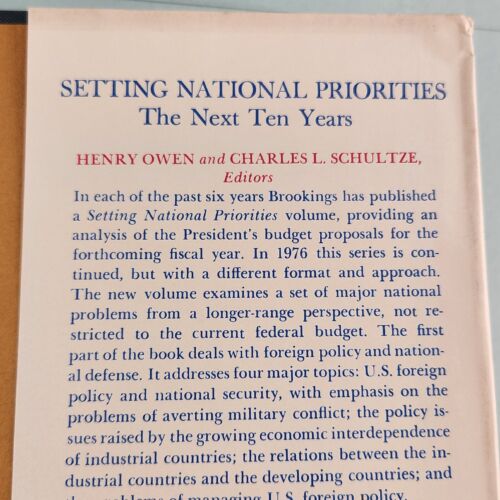 SETTING NATIONAL PRIORITIES
The Next Ten Years
HENRY OWEN and CHARLES L. SCHULTZE,
Editors
In each of the past six years Brookings has published
a Setting National Priorities volume, providing an
analysis of the President's budget proposals for the
forthcoming fiscal year. In 1976 this series is con-
tinued, but with a different format and approach.
The new volume examines a set of major national
problems from a longer-range perspective, not re-
stricted to the current federal budget. The first
part of the book deals with foreign policy and nation-
al defense. It addresses four major topics: U.S. foreign
policy and national security, with emphasis on the
problems of averting military conflict; the policy is-
sues raised by the growing economic interdependence
of industrial countries; the relations between the in-
dustrial countries and the developing countries; and
the problems of managing U.S. foreign policy.